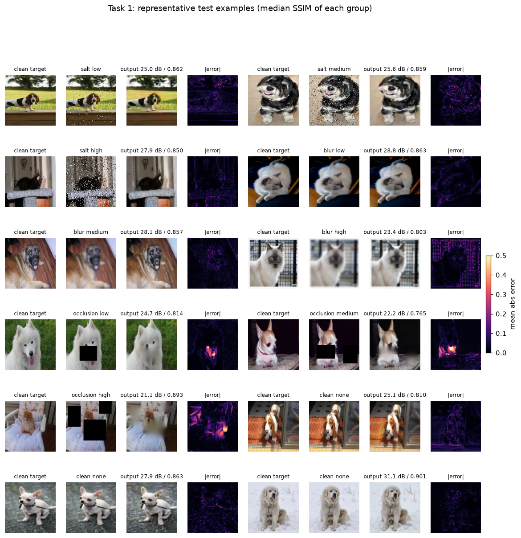 Task 1: representative test examples (median SSIM of each group)
clean target salt low output 25.0 dB / 0.862 |error| clean target salt medium output 25.6 dB / 0.859 |error|
clean target salt high output 27.9 dB / 0.850 |error| clean target blur low output 28.8 dB / 0.863 |error|
clean target blur medium output 28.1 dB / 0.857 |error| clean target blur high output 23.4 dB / 0.803 |error|
0.5
0.4
0.3
0.2
0.1
0.0
mean abs error
clean target occlusion low output 24.7 dB / 0.814 |error| clean target occlusion medium output 22.2 dB / 0.765 |error|
clean target occlusion high output 21.1 dB / 0.693 |error| clean target clean none output 25.1 dB / 0.810 |error|
clean target clean none output 27.9 dB / 0.863 |error| clean target clean none output 31.1 dB / 0.901 |error|